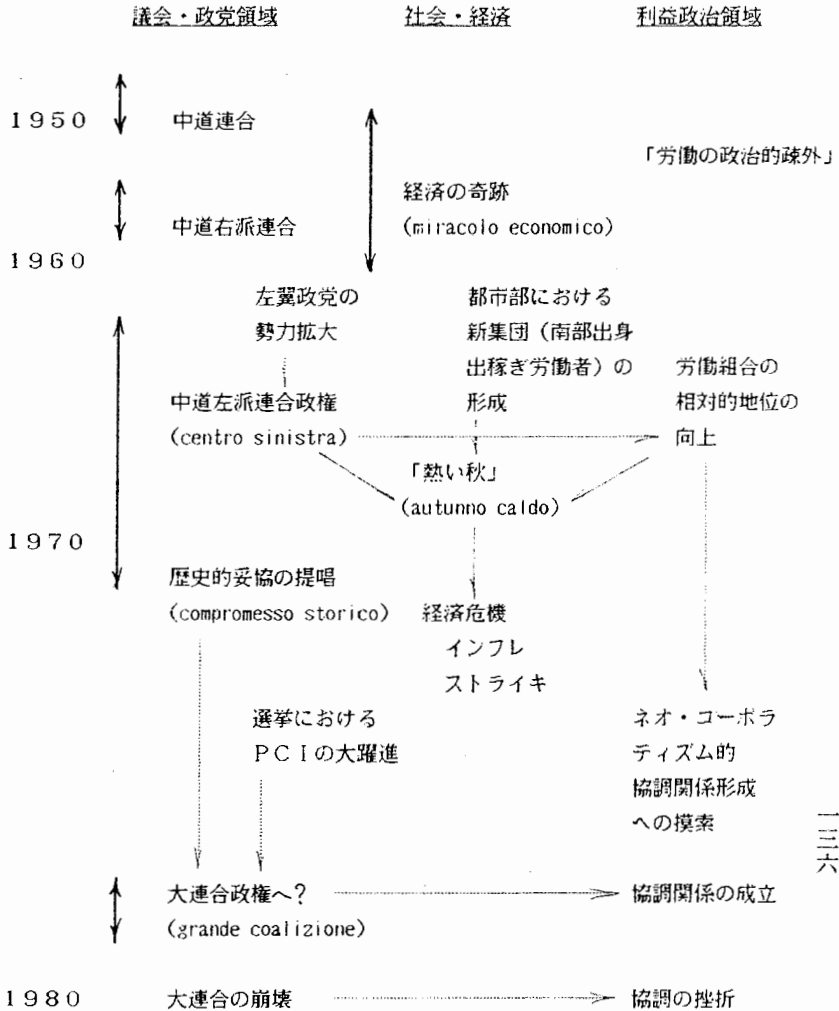 議会・政党領域 社会・経済 利益政治領域
1950 中道連合
「労働の政治的疎外」
経済の奇跡
中道右派連合 (miracolo economico)
1960
左翼政党の 都市部における
勢力拡大 新集団(南部出身
出稼ぎ労働者)の 労働組合の
中道左派連合政権 形成 相対的地位の
(centro sinistra) 向上
「熱い秋」
(autunno caldo)
1970
歴史的妥協の提唱
(compromesso storico) 経済危機
インフレ
ストライキ
選挙における ネオ・コーポラ
PCIの大躍進 ティズム的
協調関係形成
への摸索
一三六
大連合政権へ? 協調関係の成立
(grande coalizione)
1980 大連合の崩壊 協調の挫折